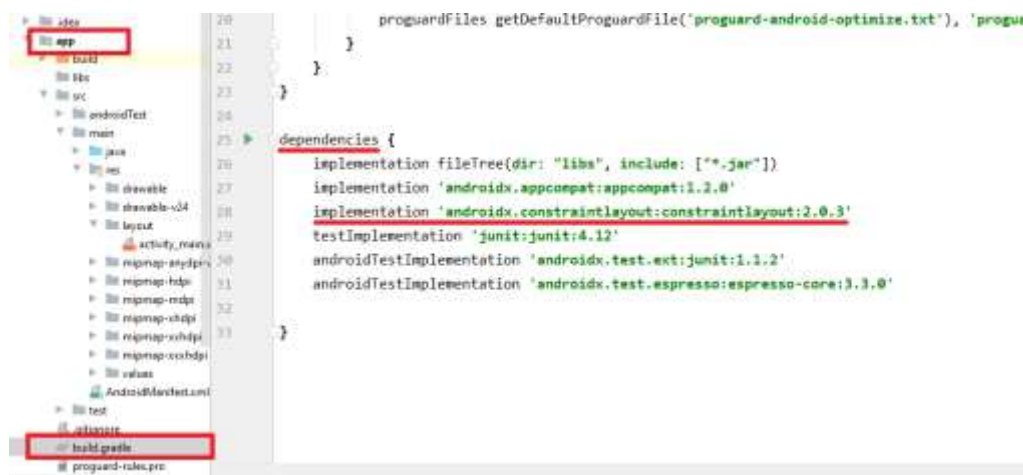 .idea
app
build
libs
src
androidTest
main
java
res
drawable
drawable-v24
layout
activity_main.x
mipmap-anydpi-v
mipmap-hdpi
mipmap-mdpi
mipmap-xhdpi
mipmap-xxhdpi
mipmap-xxxhdpi
values
AndroidManifest.xml
test
.gitignore
build.gradle
proguard-rules.pro
20 proguardFiles getDefaultProguardFile('proguard-android-optimize.txt'), 'progua
21 }
22 }
23 }
24
25 dependencies {
26 implementation fileTree(dir: "libs", include: ["*.jar"])
27 implementation 'androidx.appcompat:appcompat:1.2.0'
28 implementation 'androidx.constraintlayout:constraintlayout:2.0.3'
29 testImplementation 'junit:junit:4.12'
30 androidTestImplementation 'androidx.test.ext:junit:1.1.2'
31 androidTestImplementation 'androidx.test.espresso:espresso-core:3.3.0'
32
33 }